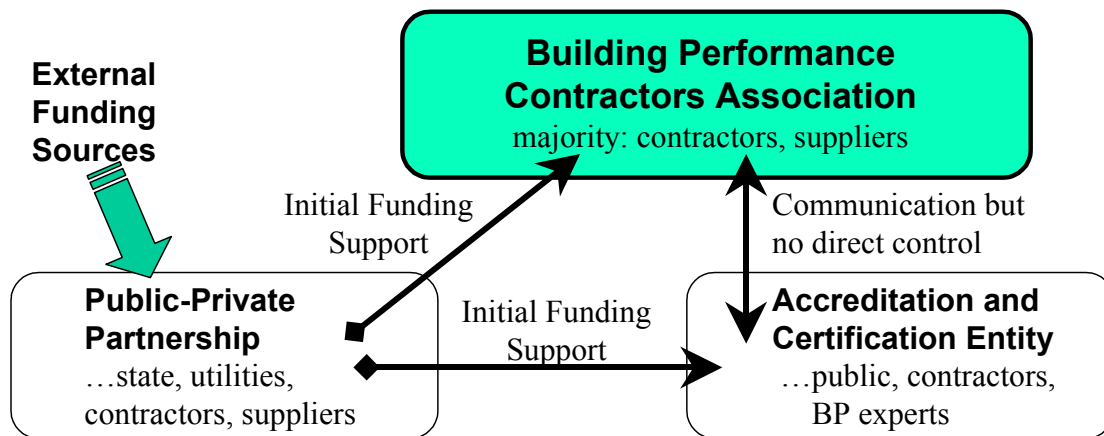 External
Funding
Sources
Building Performance
Contractors Association
majority: contractors, suppliers
Initial Funding
Support
Communication but
no direct control
Public-Private
Partnership
…state, utilities,
contractors, suppliers
Initial Funding
Support
Accreditation and
Certification Entity
…public, contractors,
BP experts